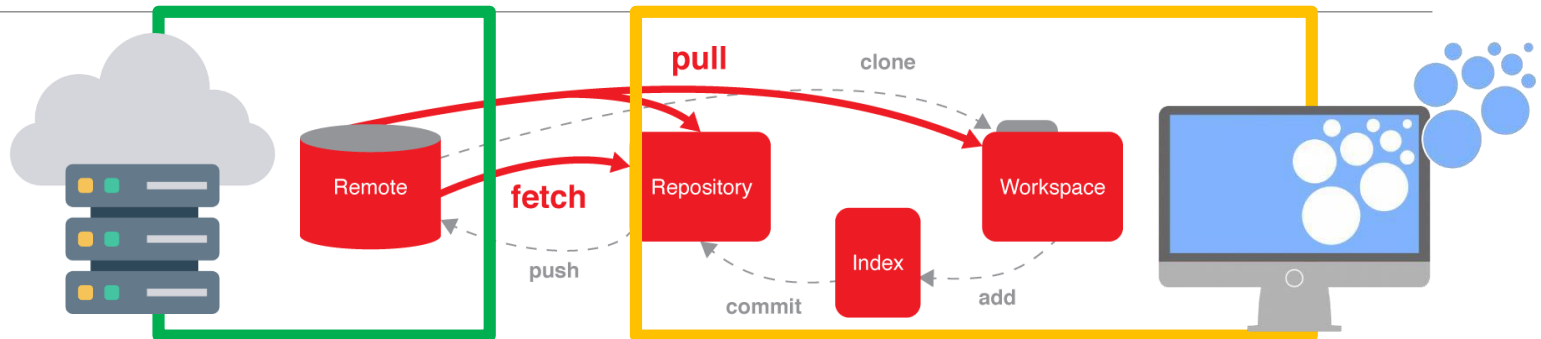 pull
clone
Remote
fetch
Repository
Workspace
push
Index
commit
add